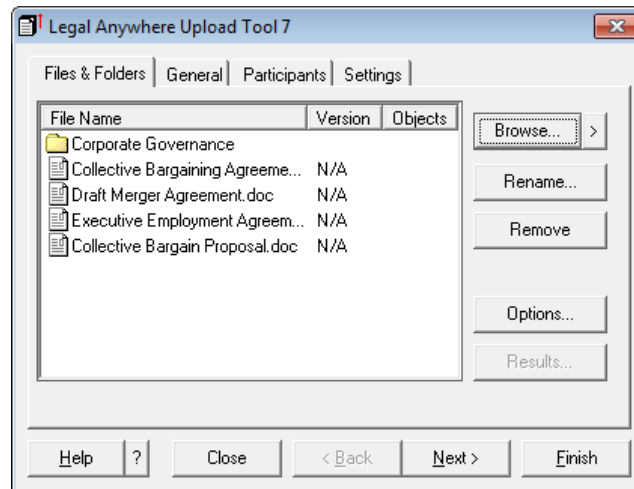 Legal Anywhere Upload Tool 7
Files & Folders General Participants Settings
File Name Version Objects
Browse... >
Corporate Governance
Collective Bargaining Agreeme... N/A
Rename...
Draft Merger Agreement.doc N/A
Executive Employment Agreem... N/A
Remove
Collective Bargain Proposal.doc N/A
Options...
Results...
Help ? Close < Back Next > Finish